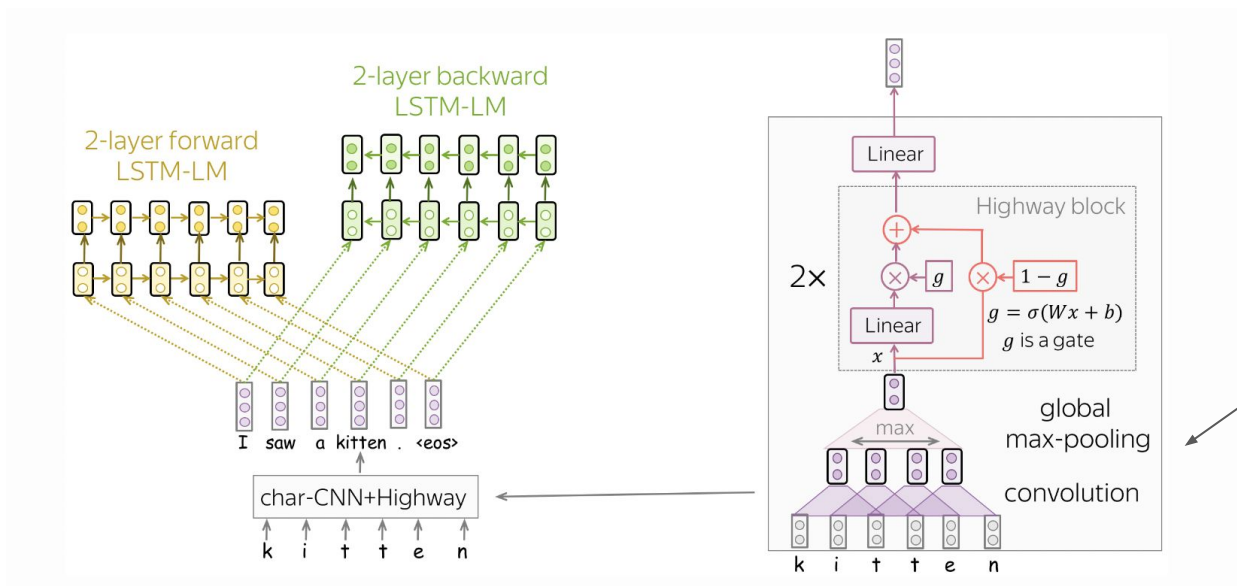 2-layer backward
LSTM-LM
2-layer forward
LSTM-LM
I saw a kitten . <eos>
char-CNN+Highway
k i t t e n
Linear
Highway block
+
2×
× g × 1 − g
Linear
g = σ(Wx + b)
g is a gate
x
global
max-pooling
max
convolution
k i t t e n